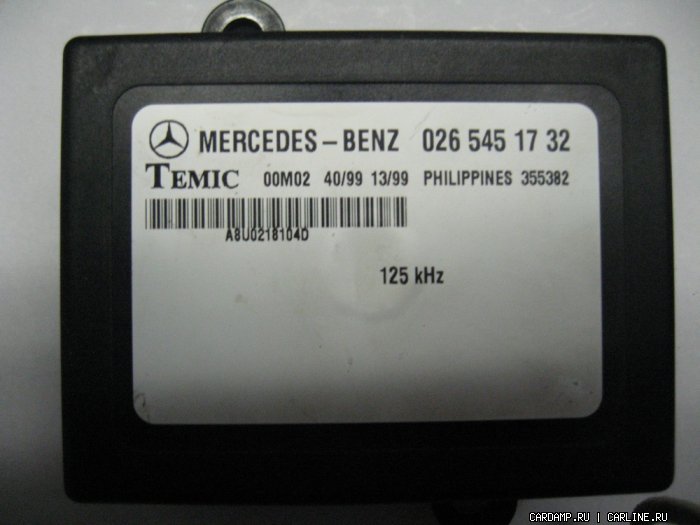 MERCEDES-BENZ 026 545 17 32
TEMIC 00M02 40/99 13/99 PHILIPPINES 355382
A8U0218104D
125 kHz
CARDAMP.RU | CARLINE.RU